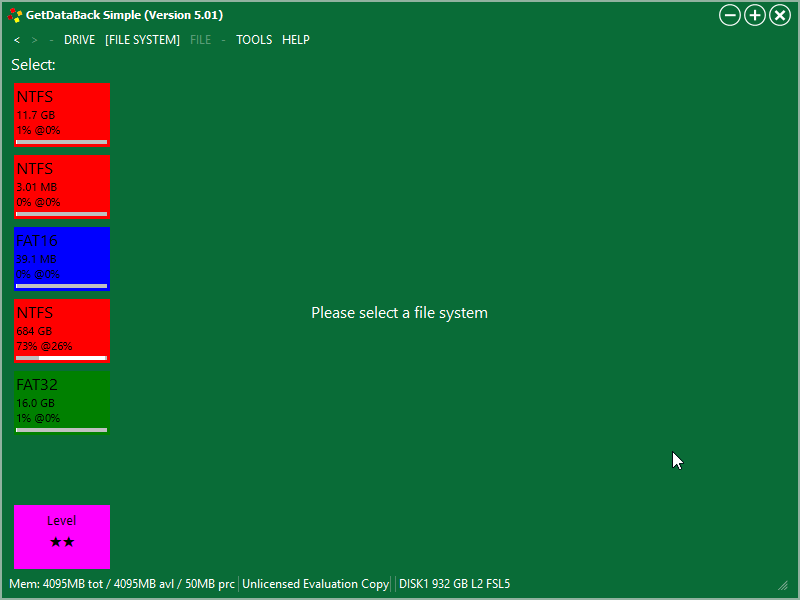 GetDataBack Simple (Version 5.01)
< > - DRIVE [FILE SYSTEM] FILE - TOOLS HELP
Select:
NTFS
11.7 GB
1% @0%
NTFS
3.01 MB
0% @0%
FAT16
39.1 MB
0% @0%
NTFS
684 GB
73% @26%
FAT32
16.0 GB
1% @0%
Please select a file system
Level
★★
Mem: 4095MB tot / 4095MB avl / 50MB prc Unlicensed Evaluation Copy DISK1 932 GB L2 FSL5